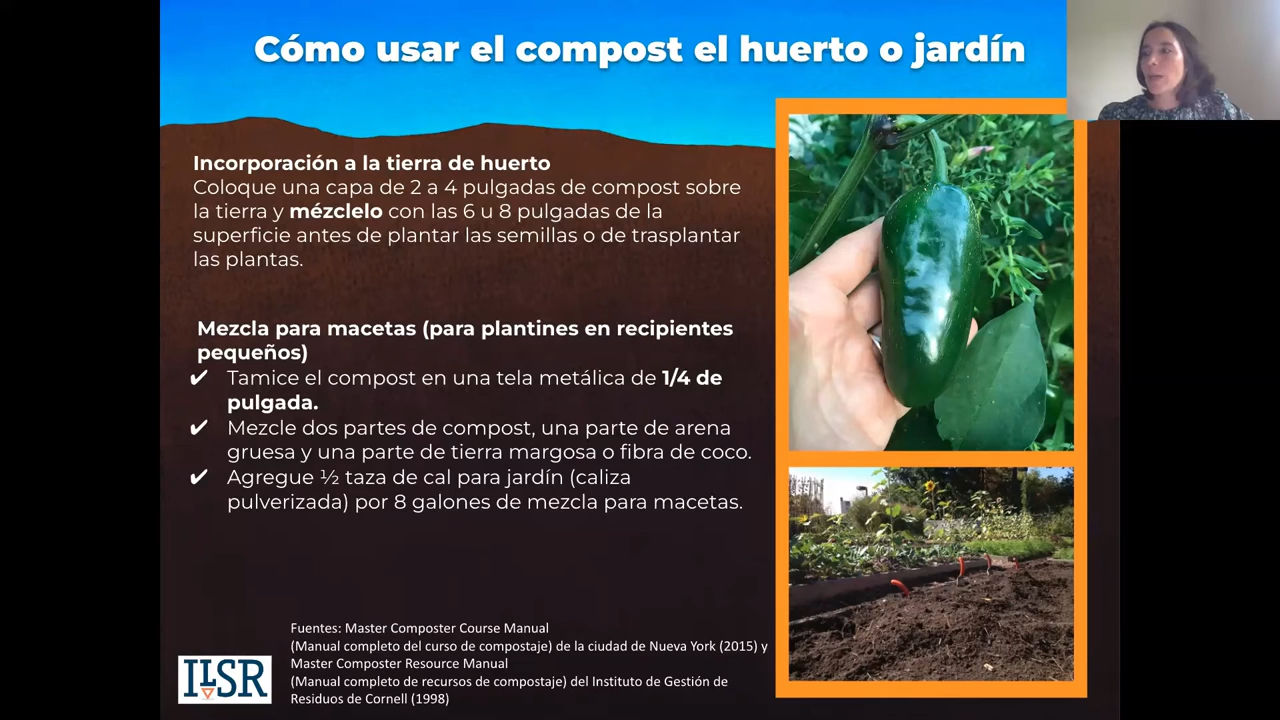 Cómo usar el compost el huerto o jardín
Incorporación a la tierra de huerto
Coloque una capa de 2 a 4 pulgadas de compost sobre
la tierra y mézclelo con las 6 u 8 pulgadas de la
superficie antes de plantar las semillas o de trasplantar
las plantas.
Mezcla para macetas (para plantines en recipientes
pequeños)
✔ Tamice el compost en una tela metálica de 1/4 de
pulgada.
✔ Mezcle dos partes de compost, una parte de arena
gruesa y una parte de tierra margosa o fibra de coco.
✔ Agregue ½ taza de cal para jardín (caliza
pulverizada) por 8 galones de mezcla para macetas.
Fuentes: Master Composter Course Manual
(Manual completo del curso de compostaje) de la ciudad de Nueva York (2015) y
Master Composter Resource Manual
(Manual completo de recursos de compostaje) del Instituto de Gestión de
Residuos de Cornell (1998)
ILSR